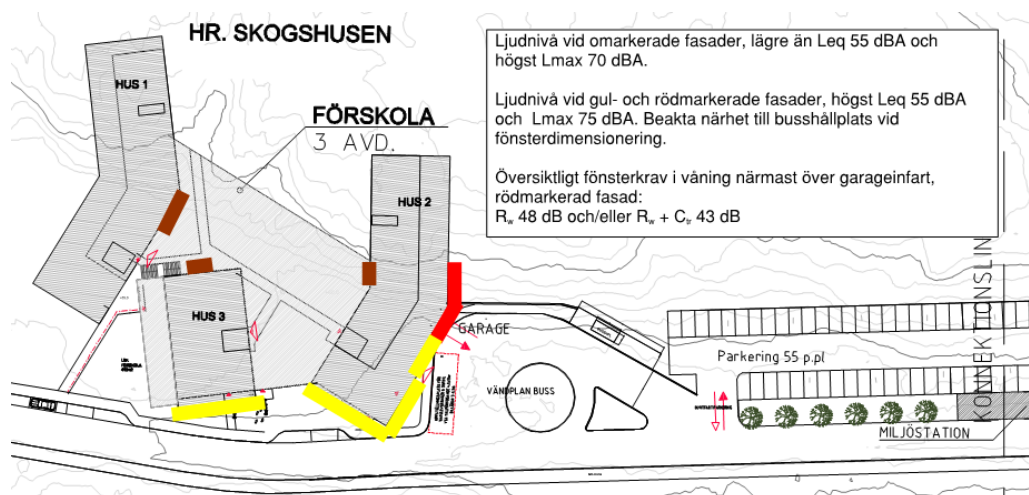 HR. SKOGSHUSEN
Ljudnivå vid omarkerade fasader, lägre än Leq 55 dBA och
högst Lmax 70 dBA.
Ljudnivå vid gul- och rödmarkerade fasader, högst Leq 55 dBA
och Lmax 75 dBA. Beakta närhet till busshållplats vid
fönsterdimensionering.
Översiktligt fönsterkrav i våning närmast över garageinfart,
rödmarkerad fasad:
Rw 48 dB och/eller Rw + Ctr 43 dB
HUS 1
FÖRSKOLA
3 AVD.
HUS 2
HUS 3
GARAGE
VÄNDPLAN BUSS
Parkering 55 p.pl
MILJÖSTATION
KONNEKTIONSLIN